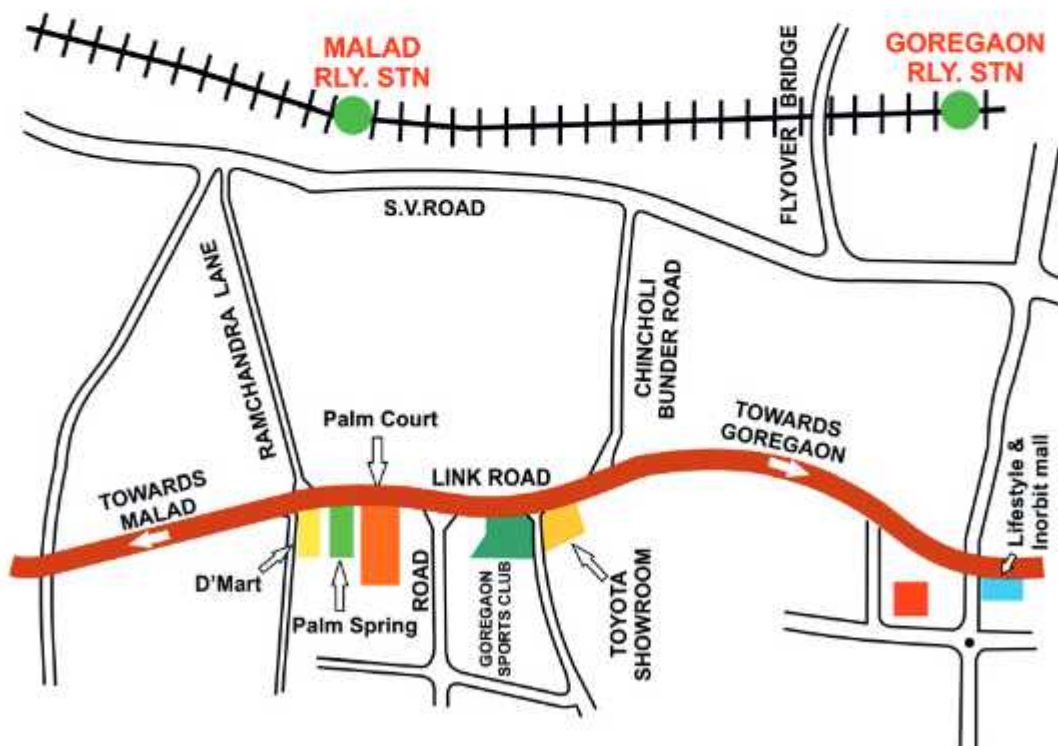 MALAD
RLY. STN
GOREGAON
RLY. STN
FLYOVER BRIDGE
S.V.ROAD
RAMCHANDRA LANE
CHINCHOLI
BUNDER ROAD
Palm Court
LINK ROAD
TOWARDS
GOREGAON
TOWARDS
MALAD
Lifestyle &
Inorbit mall
D'Mart
Palm Spring
ROAD
GOREGAON
SPORTS CLUB
TOYOTA
SHOWROOM